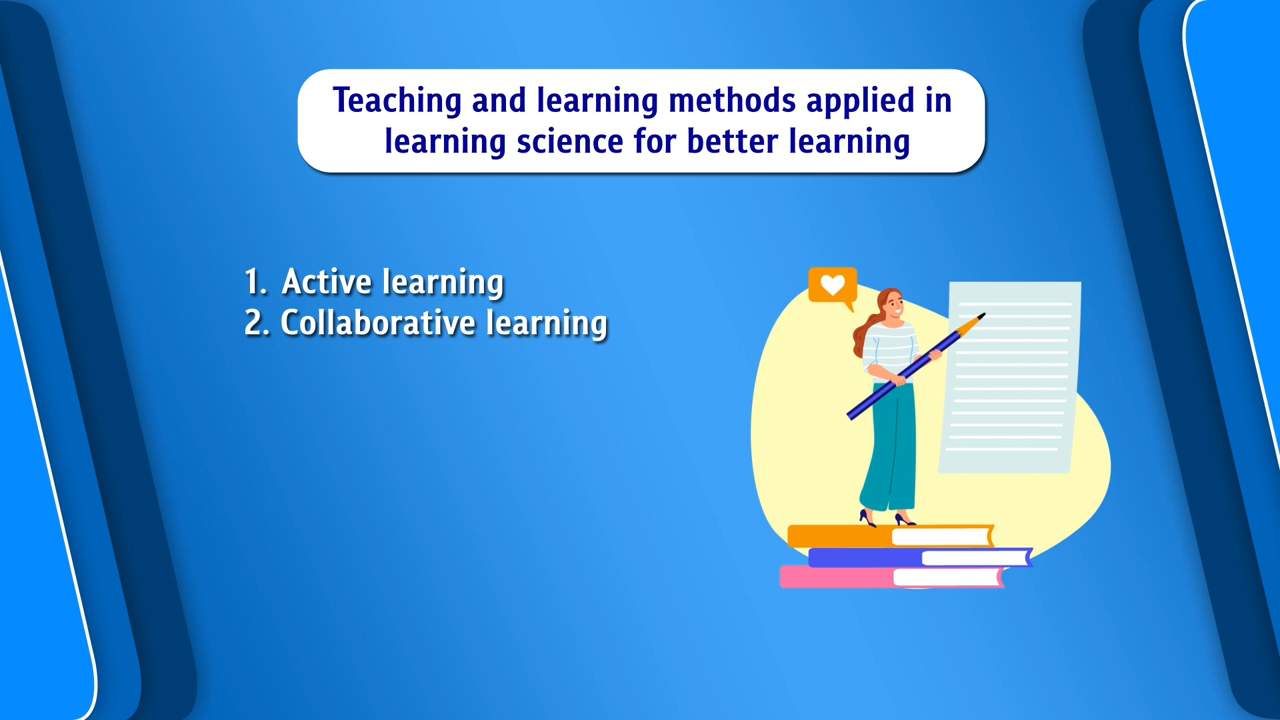 Teaching and learning methods applied in
learning science for better learning
1. Active learning
2. Collaborative learning